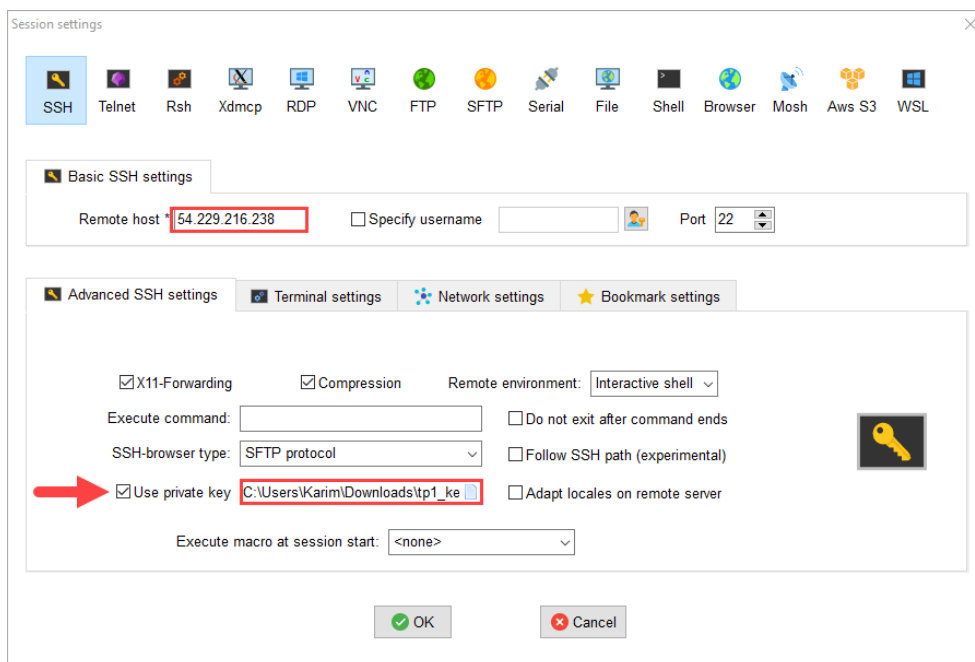 Session settings
SSH Telnet Rsh Xdmcp RDP VNC FTP SFTP Serial File Shell Browser Mosh Aws S3 WSL
Basic SSH settings
Remote host * 54.229.216.238 Specify username Port 22
Advanced SSH settings Terminal settings Network settings Bookmark settings
X11-Forwarding Compression Remote environment: Interactive shell
Execute command: Do not exit after command ends
SSH-browser type: SFTP protocol Follow SSH path (experimental)
Use private key C:\Users\Karim\Downloads\tp1_ke Adapt locales on remote server
Execute macro at session start: <none>
OK Cancel